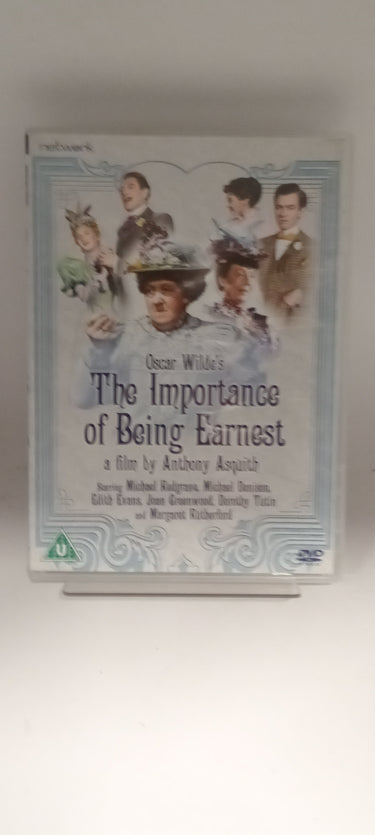 network
Oscar Wilde's
The Importance
of Being Earnest
a film by Anthony Asquith
Starring Michael Redgrave, Michael Denison,
Edith Evans, Joan Greenwood, Dorothy Tutin
and Margaret Rutherford
U
DVD